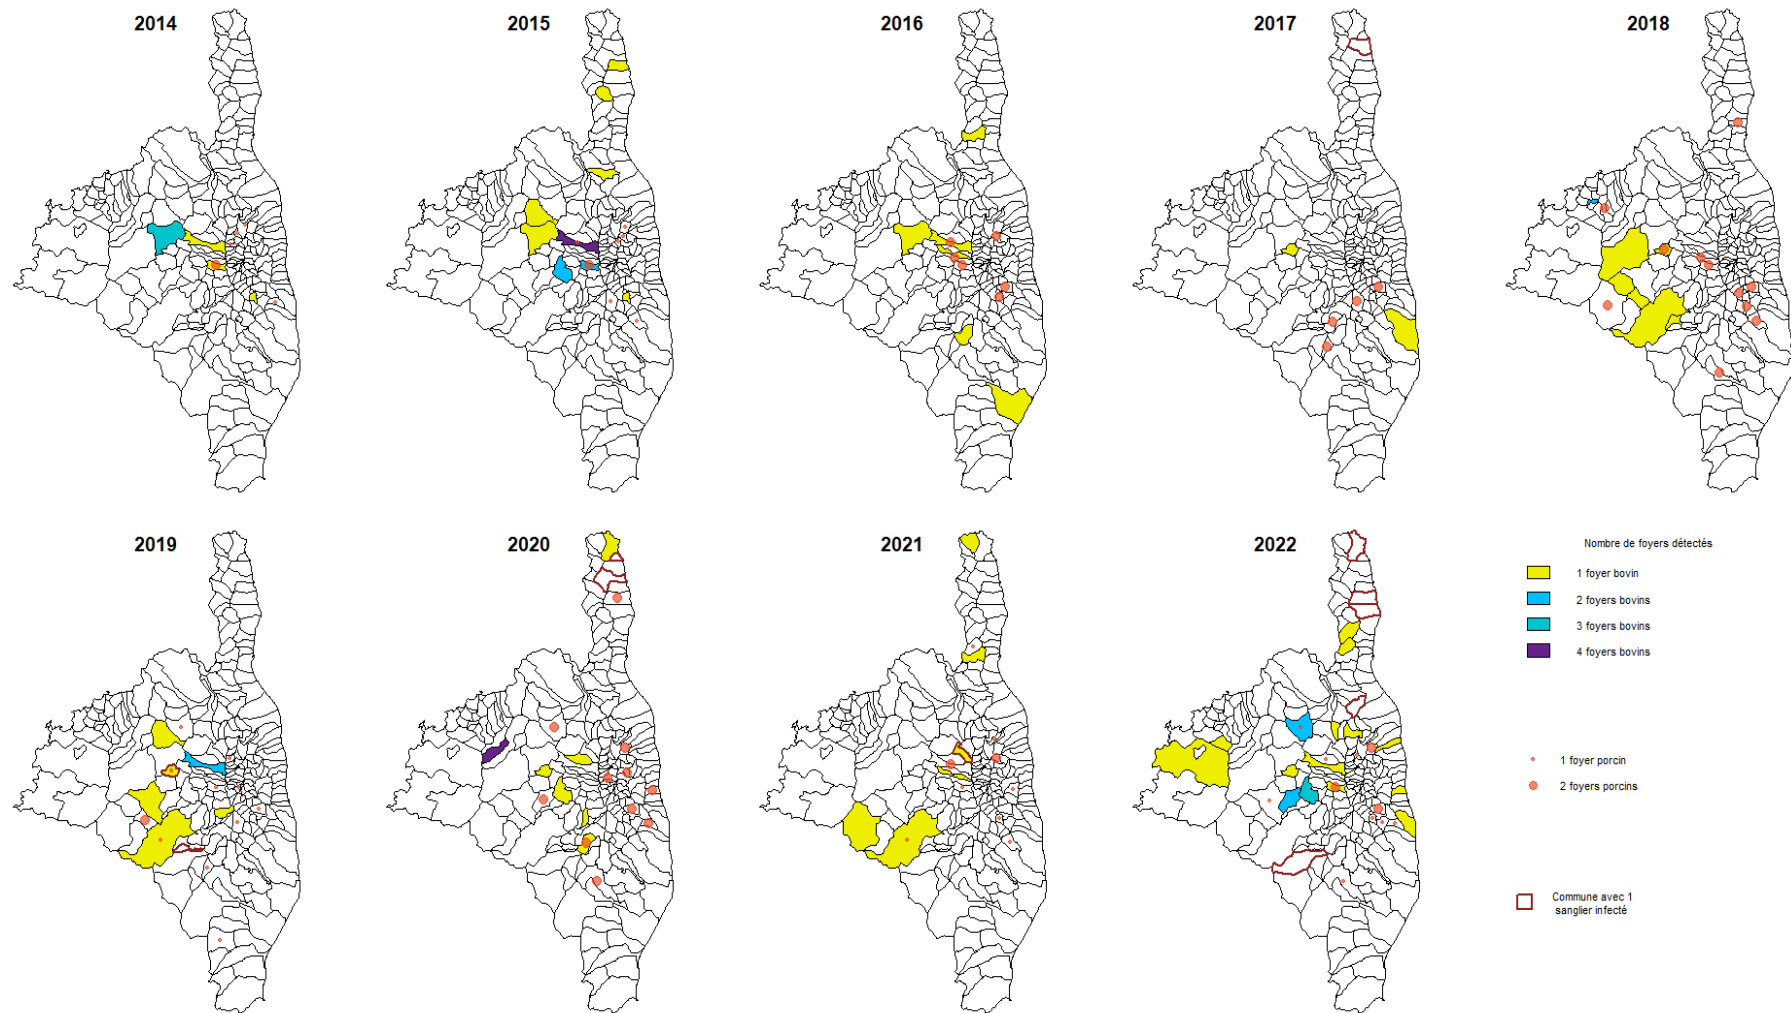 2014
2015
2016
2017
2018
2019
2020
2021
2022
Nombre de foyers détectés
1 foyer bovin
2 foyers bovins
3 foyers bovins
4 foyers bovins
1 foyer porcin
2 foyers porcins
Commune avec 1
sanglier infecté